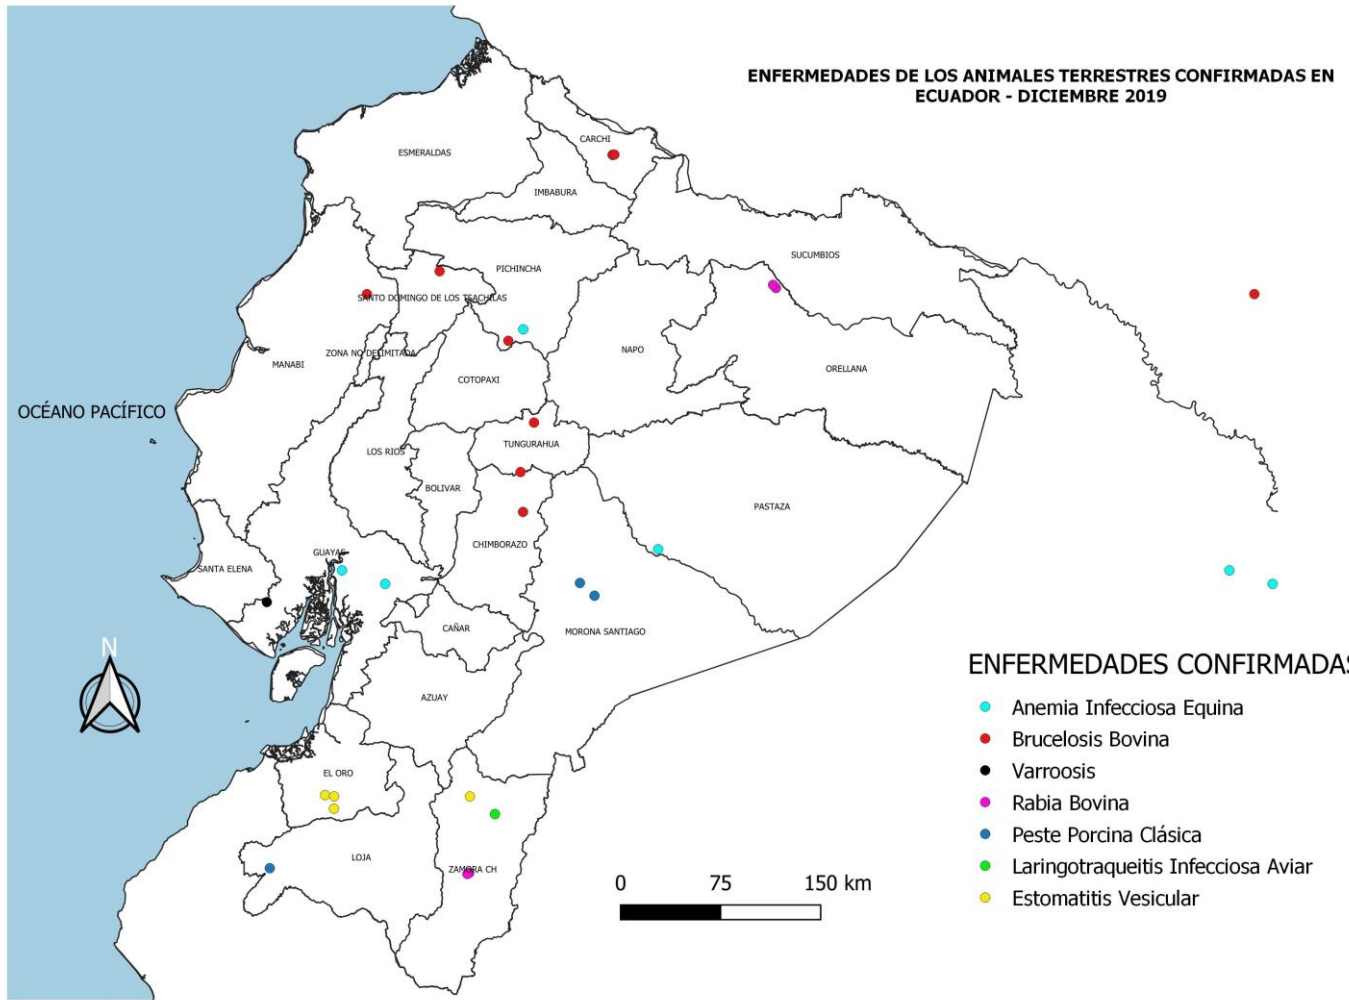 ENFERMEDADES DE LOS ANIMALES TERRESTRES CONFIRMADAS EN
ECUADOR - DICIEMBRE 2019
CARCHI
ESMERALDAS
IMBABURA
SUCUMBIOS
PICHINCHA
SANTO DOMINGO DE LOS TSACHILAS
ZONA NO DELIMITADA
NAPO
MANABI
ORELLANA
COTOPAXI
OCÉANO PACÍFICO
TUNGURAHUA
LOS RIOS
BOLIVAR
PASTAZA
CHIMBORAZO
GUAYAS
SANTA ELENA
CAÑAR
MORONA SANTIAGO
N
AZUAY
EL ORO
LOJA
ZAMORA CH
0 75 150 km
ENFERMEDADES CONFIRMADAS
Anemia Infecciosa Equina
Brucelosis Bovina
Varroosis
Rabia Bovina
Peste Porcina Clásica
Laringotraqueitis Infecciosa Aviar
Estomatitis Vesicular